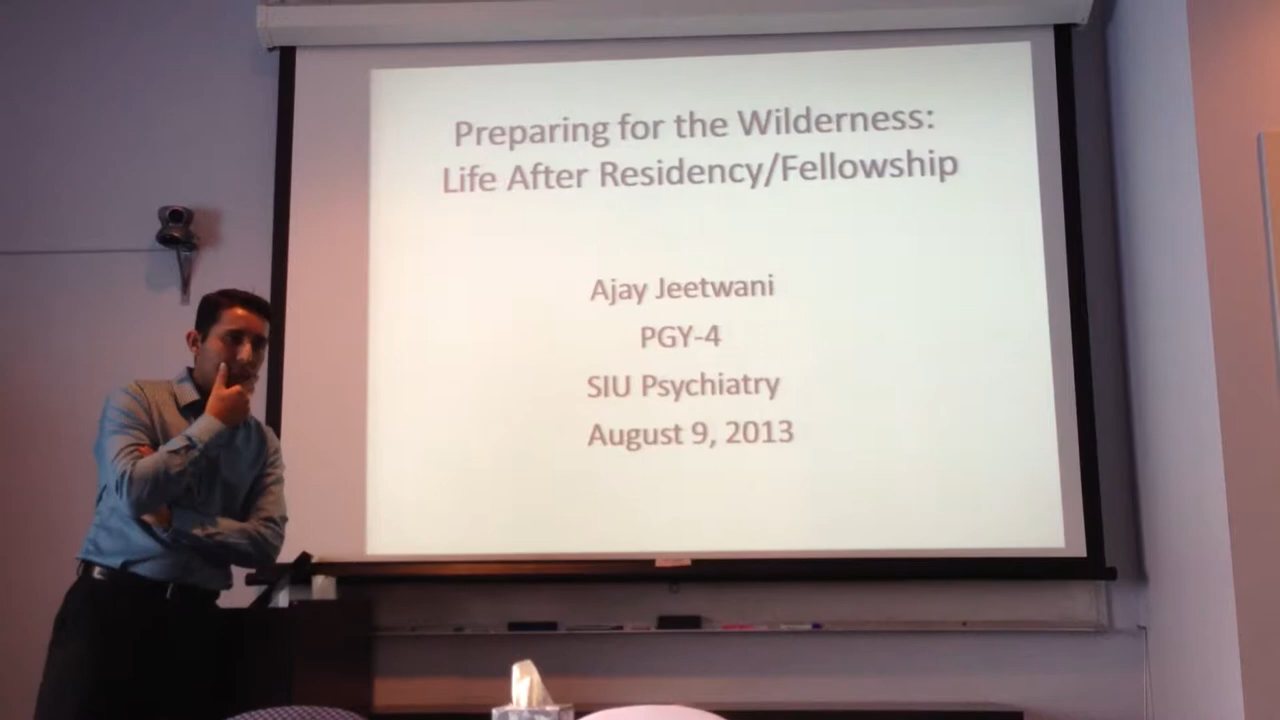 Preparing for the Wilderness:
Life After Residency/Fellowship
Ajay Jeetwani
PGY-4
SIU Psychiatry
August 9, 2013